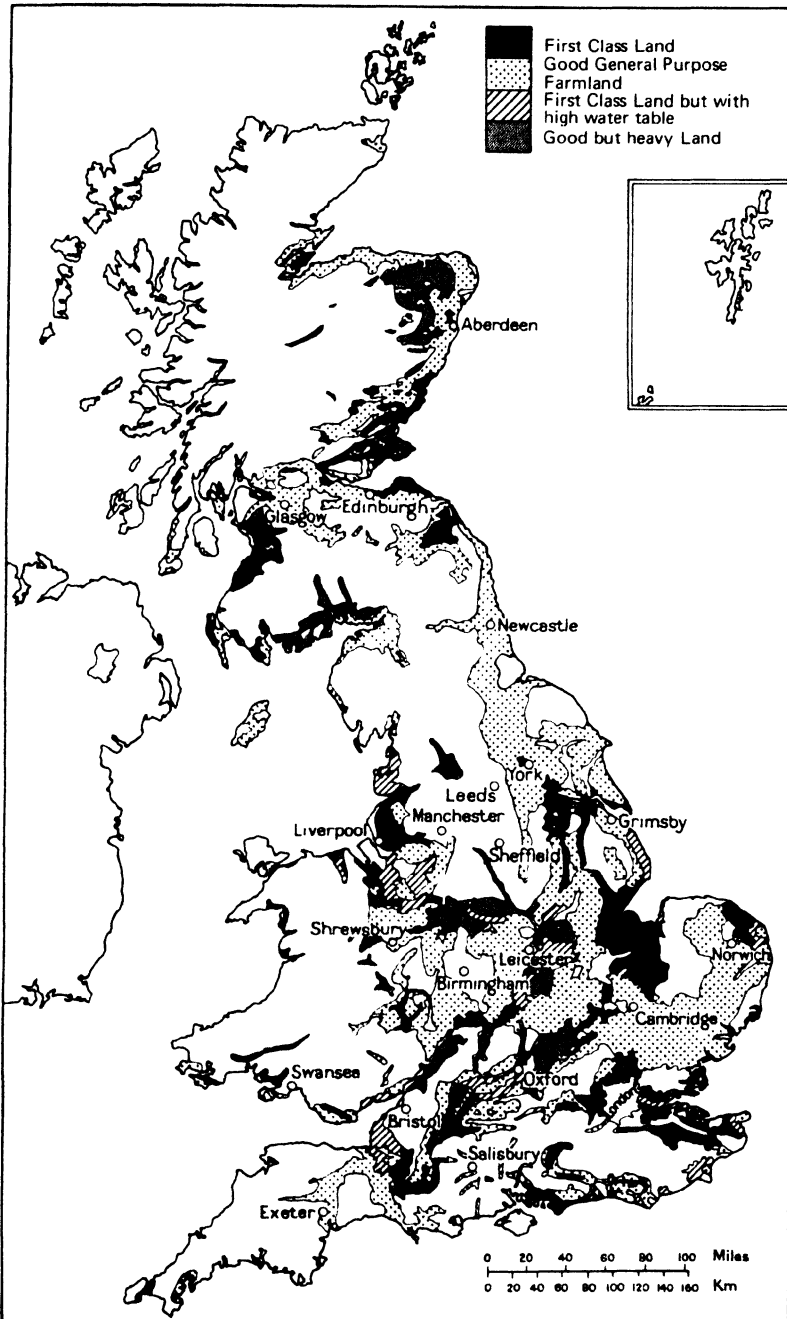 First Class Land
Good General Purpose
Farmland
First Class Land but with
high water table
Good but heavy Land
Aberdeen
Glasgow
Edinburgh
Newcastle
York
Leeds
Manchester
Grimsby
Liverpool
Sheffield
Shrewsbury
Leicester
Norwich
Birmingham
Cambridge
Swansea
Oxford
London
Bristol
Salisbury
Exeter
0 20 40 60 80 100 Miles
0 20 40 60 80 100 120 140 160 Km